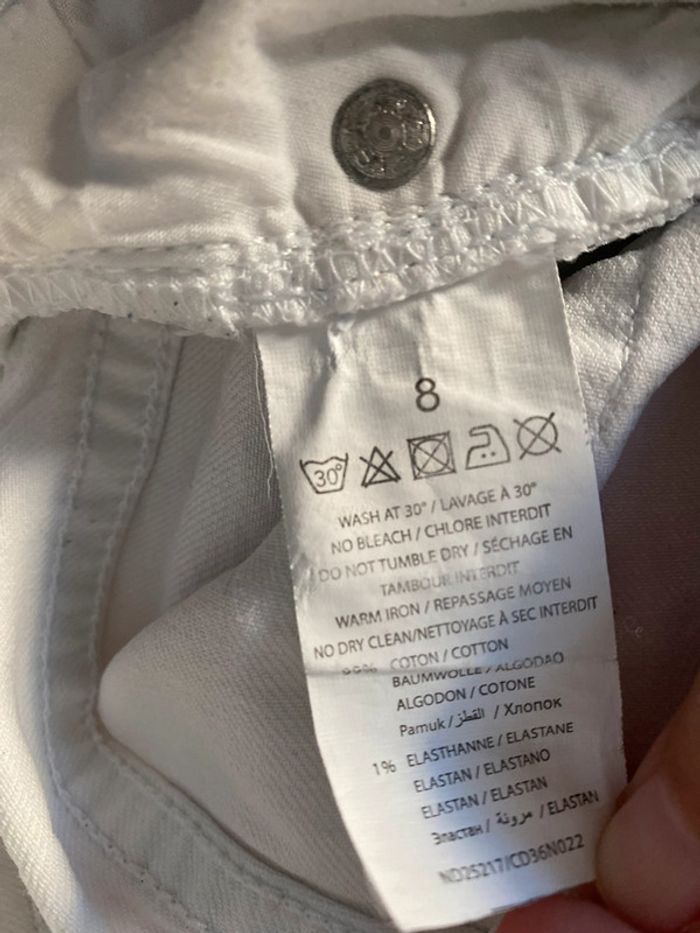 8
30°
WASH AT 30° / LAVAGE À 30°
NO BLEACH / CHLORE INTERDIT
DO NOT TUMBLE DRY / SÉCHAGE EN
TAMBOUR INTERDIT
WARM IRON / REPASSAGE MOYEN
NO DRY CLEAN/NETTOYAGE À SEC INTERDIT
COTON / COTTON
BAUMWOLLE / ALGODAO
ALGODON / COTONE
Pamuk / القطن / Хлопок
1% ELASTHANNE / ELASTANE
ELASTAN / ELASTANO
ELASTAN / ELASTAN
Эластан / مرونة / ELASTAN
ND25217/CD36N022